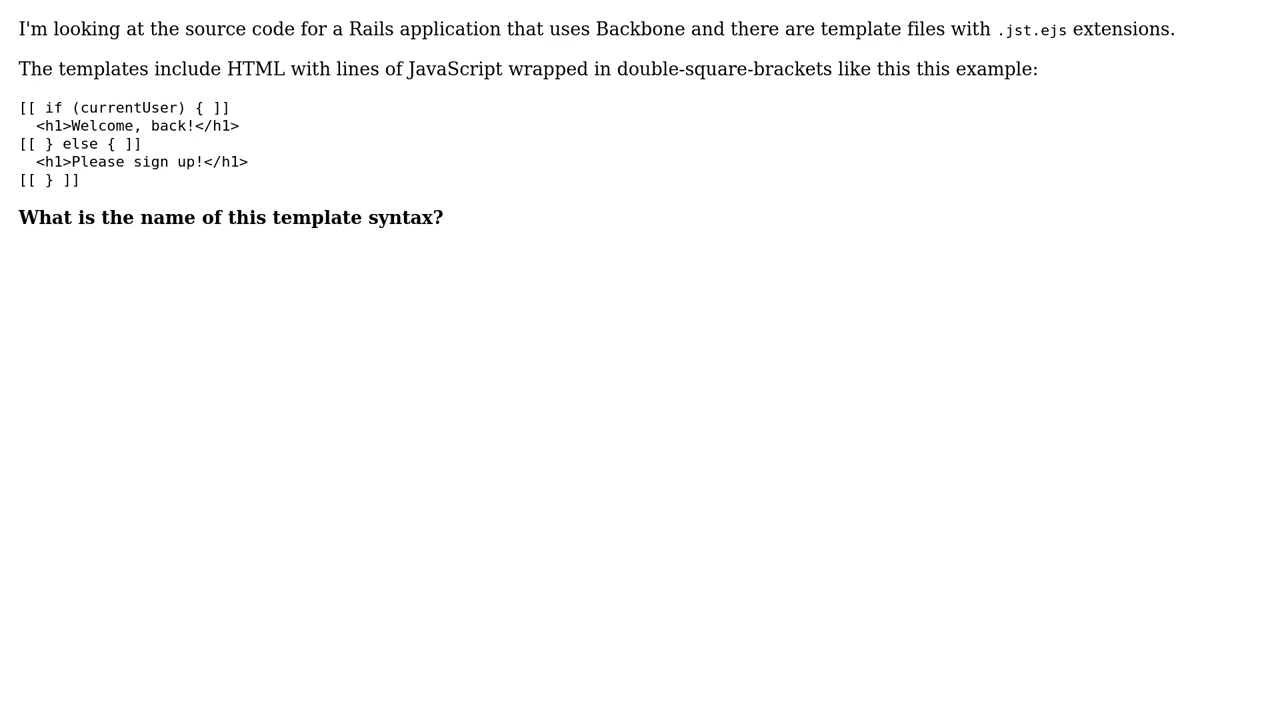 I'm looking at the source code for a Rails application that uses Backbone and there are template files with .jst.ejs extensions.
The templates include HTML with lines of JavaScript wrapped in double-square-brackets like this this example:
[[ if (currentUser) { ]]
  <h1>Welcome, back!</h1>
[[ } else { ]]
  <h1>Please sign up!</h1>
[[ } ]]
What is the name of this template syntax?